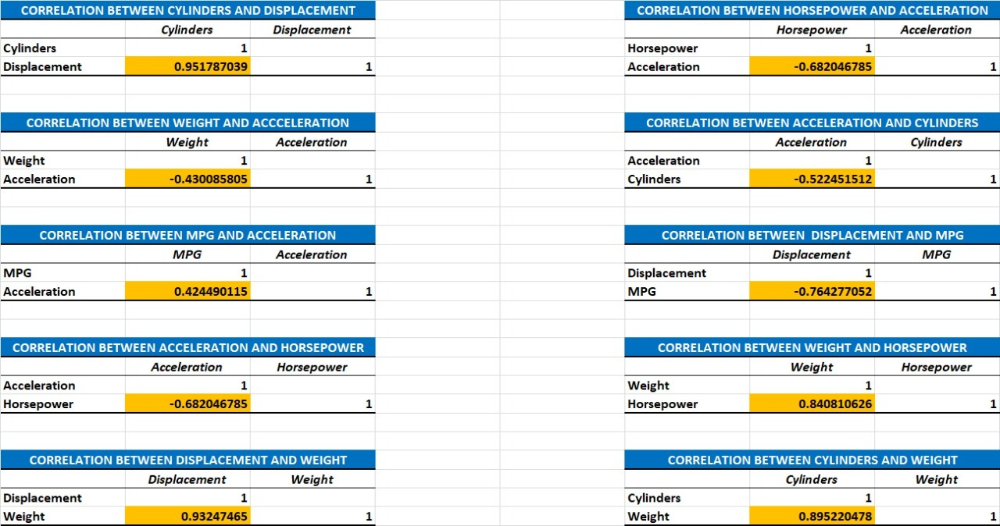 CORRELATION BETWEEN CYLINDERS AND DISPLACEMENT
Cylinders Displacement
Cylinders 1
Displacement 0.951787039 1
CORRELATION BETWEEN HORSEPOWER AND ACCELERATION
Horsepower Acceleration
Horsepower 1
Acceleration -0.682046785 1
CORRELATION BETWEEN WEIGHT AND ACCCELERATION
Weight Acceleration
Weight 1
Acceleration -0.430085805 1
CORRELATION BETWEEN ACCELERATION AND CYLINDERS
Acceleration Cylinders
Acceleration 1
Cylinders -0.522451512 1
CORRELATION BETWEEN MPG AND ACCELERATION
MPG Acceleration
MPG 1
Acceleration 0.424490115 1
CORRELATION BETWEEN DISPLACEMENT AND MPG
Displacement MPG
Displacement 1
MPG -0.764277052 1
CORRELATION BETWEEN ACCELERATION AND HORSEPOWER
Acceleration Horsepower
Acceleration 1
Horsepower -0.682046785 1
CORRELATION BETWEEN WEIGHT AND HORSEPOWER
Weight Horsepower
Weight 1
Horsepower 0.840810626 1
CORRELATION BETWEEN DISPLACEMENT AND WEIGHT
Displacement Weight
Displacement 1
Weight 0.93247465 1
CORRELATION BETWEEN CYLINDERS AND WEIGHT
Cylinders Weight
Cylinders 1
Weight 0.895220478 1